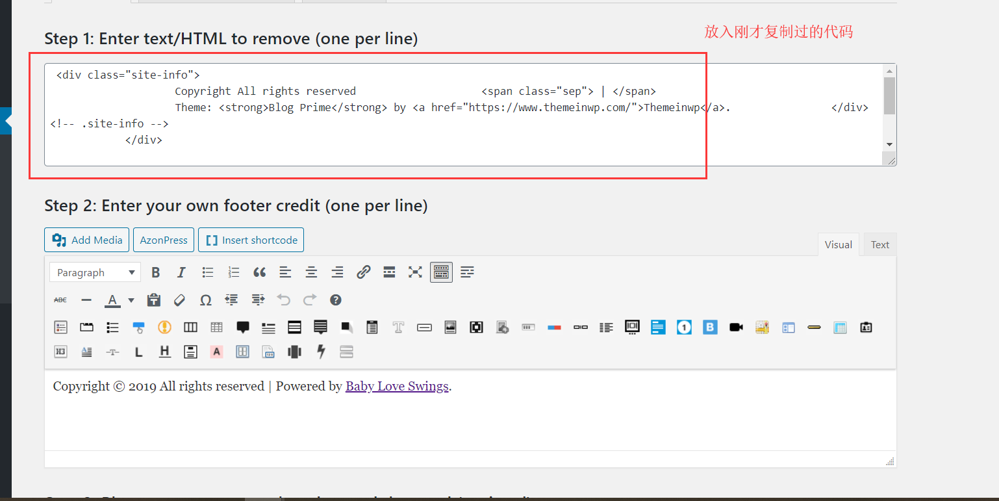 Step 1: Enter text/HTML to remove (one per line)
放入刚才复制过的代码
<div class="site-info">
Copyright All rights reserved <span class="sep"> | </span>
Theme: <strong>Blog Prime</strong> by <a href="https://www.themeinwp.com/">Themeinwp</a>. </div>
<!-- .site-info -->
</div>
Step 2: Enter your own footer credit (one per line)
Add Media AzonPress Insert shortcode
Visual Text
Paragraph
ABC
Copyright © 2019 All rights reserved | Powered by Baby Love Swings.